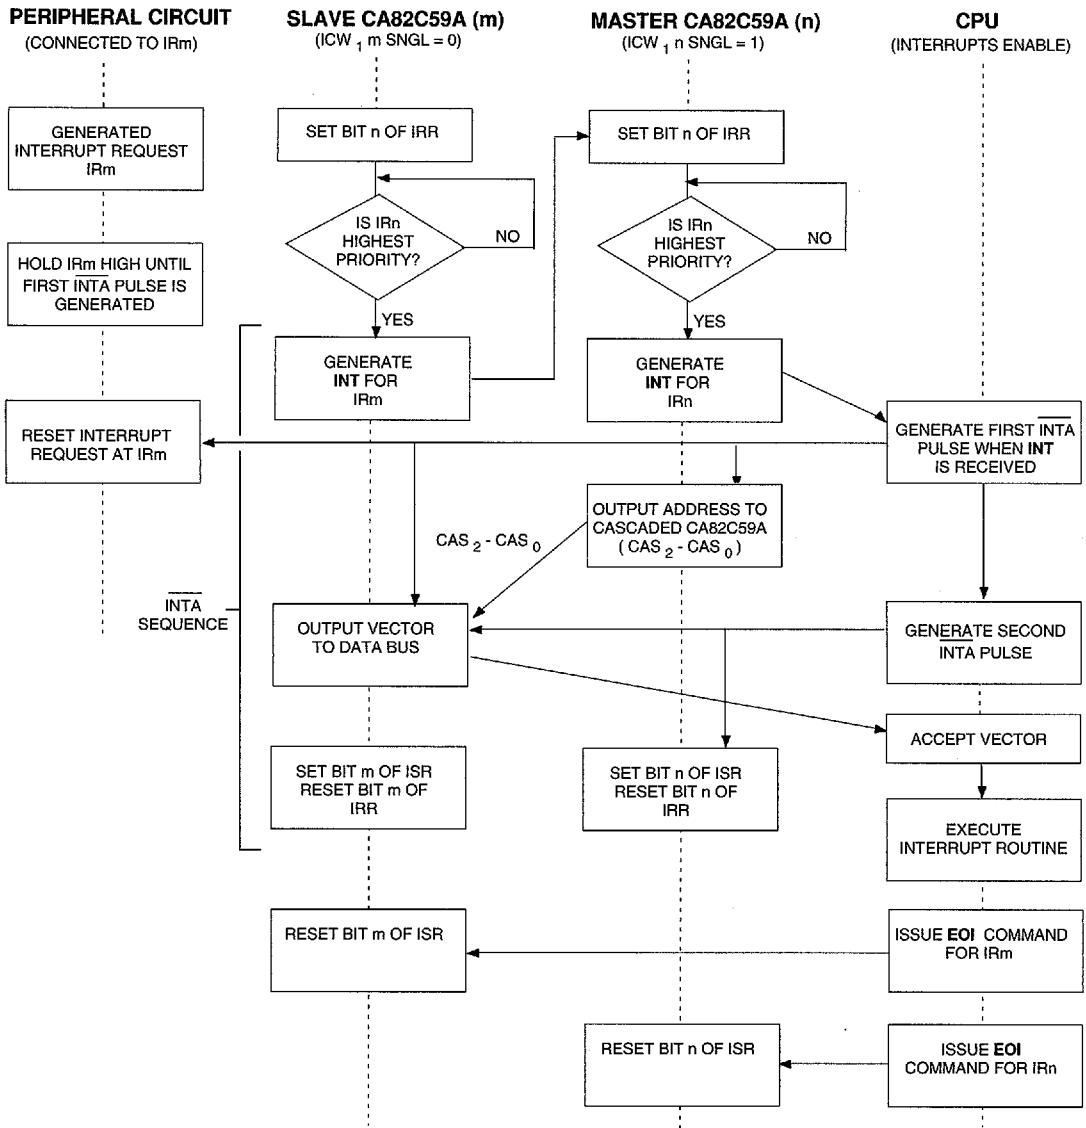 PERIPHERAL CIRCUIT
(CONNECTED TO IRm)
SLAVE CA82C59A (m)
(ICW 1 m SNGL = 0)
MASTER CA82C59A (n)
(ICW 1 n SNGL = 1)
CPU
(INTERRUPTS ENABLE)
GENERATED
INTERRUPT REQUEST
IRm
SET BIT n OF IRR
SET BIT n OF IRR
IS IRn
HIGHEST
PRIORITY?
NO
IS IRn
HIGHEST
PRIORITY?
NO
HOLD IRm HIGH UNTIL
FIRST INTA PULSE IS
GENERATED
YES
YES
GENERATE
INT FOR
IRm
GENERATE
INT FOR
IRn
RESET INTERRUPT
REQUEST AT IRm
GENERATE FIRST INTA
PULSE WHEN INT
IS RECEIVED
OUTPUT ADDRESS TO
CASCADED CA82C59A
( CAS 2 - CAS 0 )
CAS 2 - CAS 0
INTA
SEQUENCE
OUTPUT VECTOR
TO DATA BUS
GENERATE SECOND
INTA PULSE
ACCEPT VECTOR
SET BIT m OF ISR
RESET BIT m OF
IRR
SET BIT n OF ISR
RESET BIT n OF
IRR
EXECUTE
INTERRUPT ROUTINE
RESET BIT m OF ISR
ISSUE EOI COMMAND
FOR IRm
RESET BIT n OF ISR
ISSUE EOI
COMMAND FOR IRn